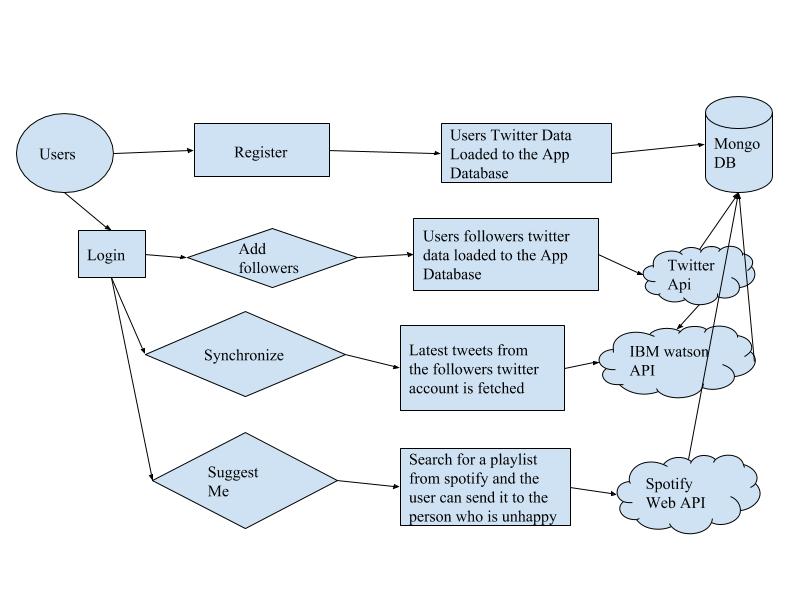 Users
Register
Users Twitter Data
Loaded to the App
Database
Mongo
DB
Login
Add
followers
Users followers twitter
data loaded to the App
Database
Twitter
Api
Synchronize
Latest tweets from
the followers twitter
account is fetched
IBM watson
API
Suggest
Me
Search for a playlist
from spotify and the
user can send it to the
person who is unhappy
Spotify
Web API